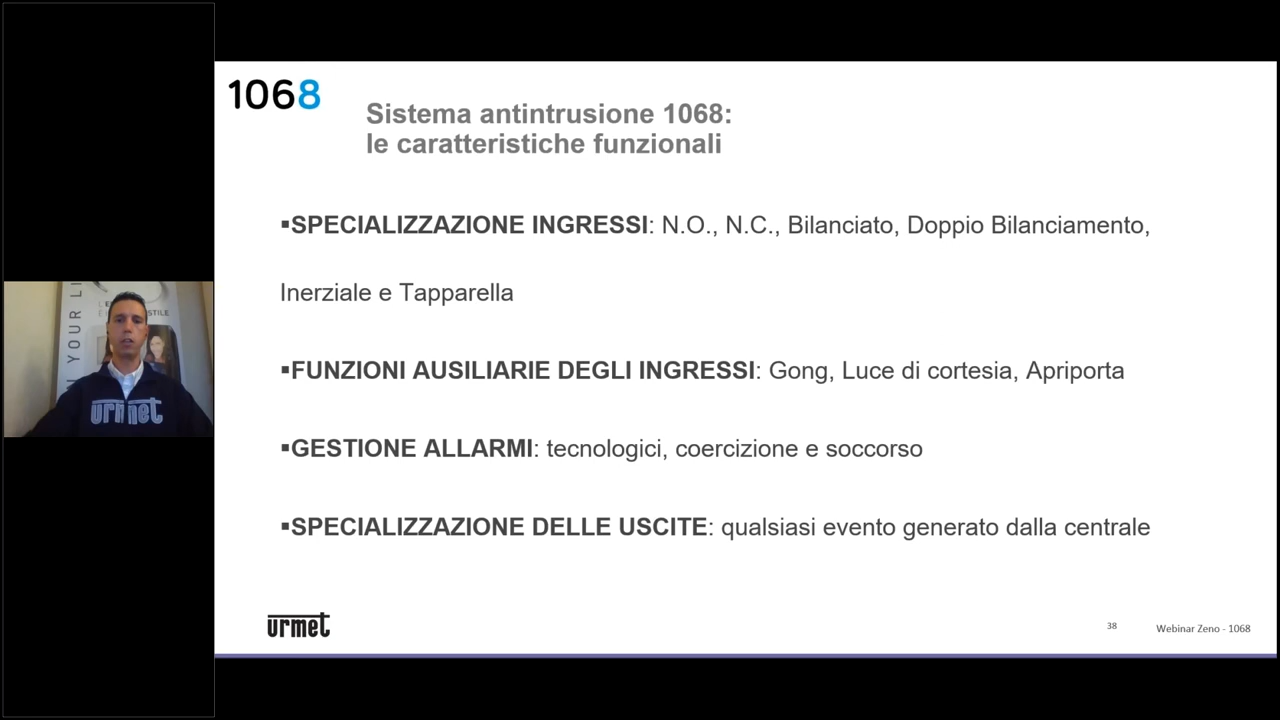 1068
Sistema antintrusione 1068:
le caratteristiche funzionali
▪SPECIALIZZAZIONE INGRESSI: N.O., N.C., Bilanciato, Doppio Bilanciamento,
Inerziale e Tapparella
▪FUNZIONI AUSILIARIE DEGLI INGRESSI: Gong, Luce di cortesia, Apriporta
▪GESTIONE ALLARMI: tecnologici, coercizione e soccorso
▪SPECIALIZZAZIONE DELLE USCITE: qualsiasi evento generato dalla centrale
urmet
38
Webinar Zeno - 1068
YOUR
urmet